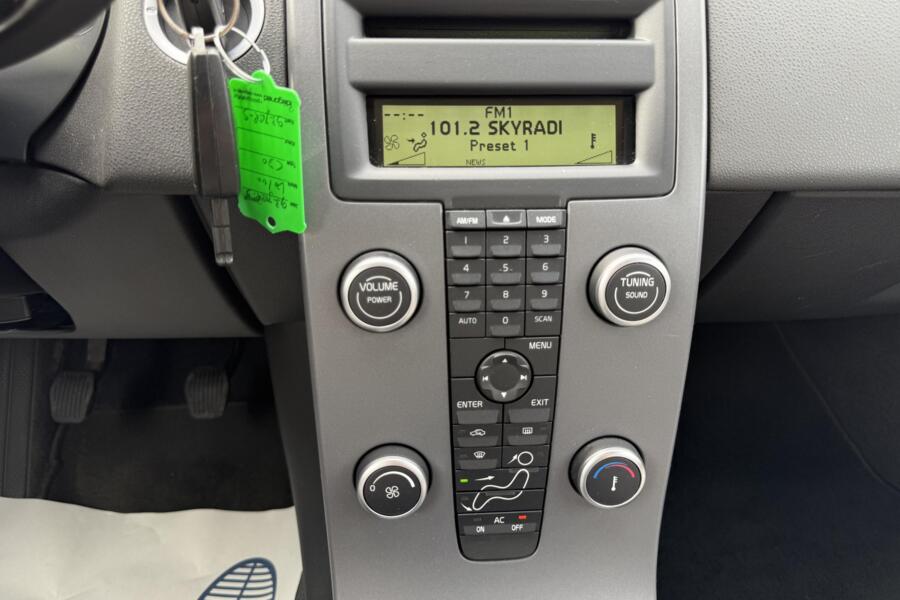 FM1
--:--
101.2 SKYRADI
Preset 1
NEWS
AM/FM
MODE
1
2
3
4
-5-
6
7
8
9
AUTO
0
SCAN
VOLUME
POWER
TUNING
SOUND
MENU
ENTER
EXIT
0
AC
ON
OFF